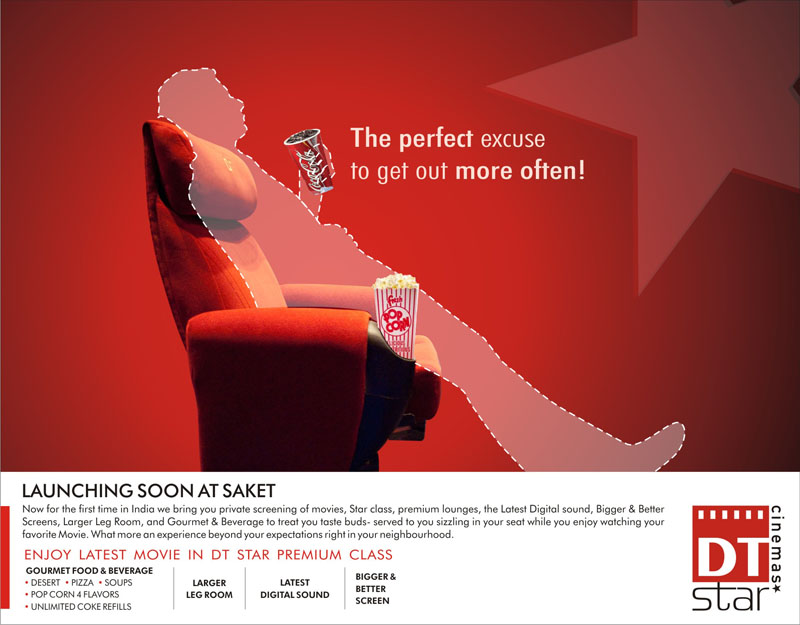 The perfect excuse
to get out more often!
Fresh
POP
CORN
LAUNCHING SOON AT SAKET
Now for the first time in India we bring you private screening of movies, Star class, premium lounges, the Latest Digital sound, Bigger & Better
Screens, Larger Leg Room, and Gourmet & Beverage to treat you taste buds- served to you sizzling in your seat while you enjoy watching your
favorite Movie. What more an experience beyond your expectations right in your neighbourhood.
ENJOY LATEST MOVIE IN DT STAR PREMIUM CLASS
GOURMET FOOD & BEVERAGE
• DESERT • PIZZA • SOUPS
• POP CORN 4 FLAVORS
• UNLIMITED COKE REFILLS
LARGER
LEG ROOM
LATEST
DIGITAL SOUND
BIGGER &
BETTER
SCREEN
DT
star
cinemas